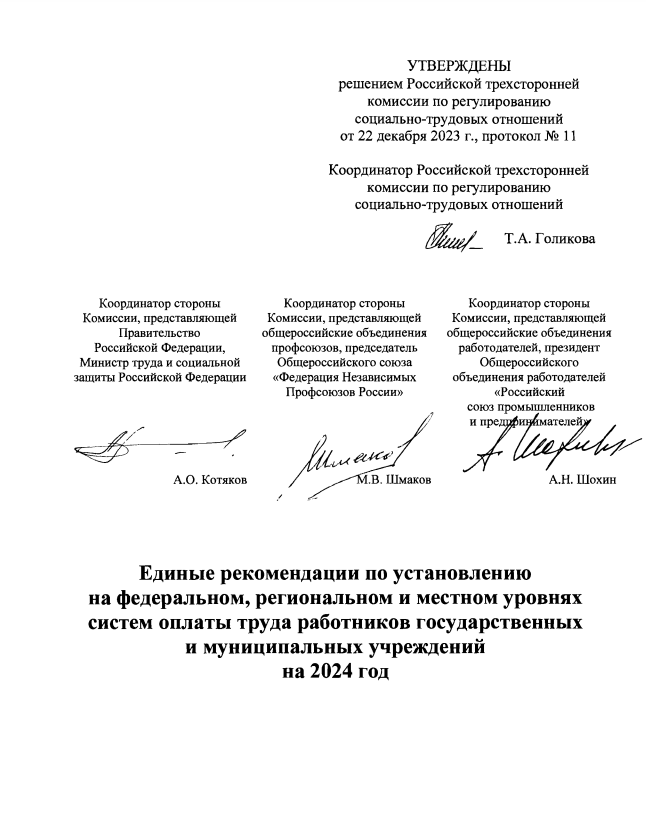 УТВЕРЖДЕНЫ
решением Российской трехсторонней
комиссии по регулированию
социально-трудовых отношений
от 22 декабря 2023 г., протокол № 11
Координатор Российской трехсторонней
комиссии по регулированию
социально-трудовых отношений
Т.А. Голикова
Координатор стороны
Комиссии, представляющей
Правительство
Российской Федерации,
Министр труда и социальной
защиты Российской Федерации
А.О. Котяков
Координатор стороны
Комиссии, представляющей
общероссийские объединения
профсоюзов, председатель
Общероссийского союза
«Федерация Независимых
Профсоюзов России»
М.В. Шмаков
Координатор стороны
Комиссии, представляющей
общероссийские объединения
работодателей, президент
Общероссийского
объединения работодателей
«Российский
союз промышленников
и предпринимателей»
А.Н. Шохин
Единые рекомендации по установлению
на федеральном, региональном и местном уровнях
систем оплаты труда работников государственных
и муниципальных учреждений
на 2024 год